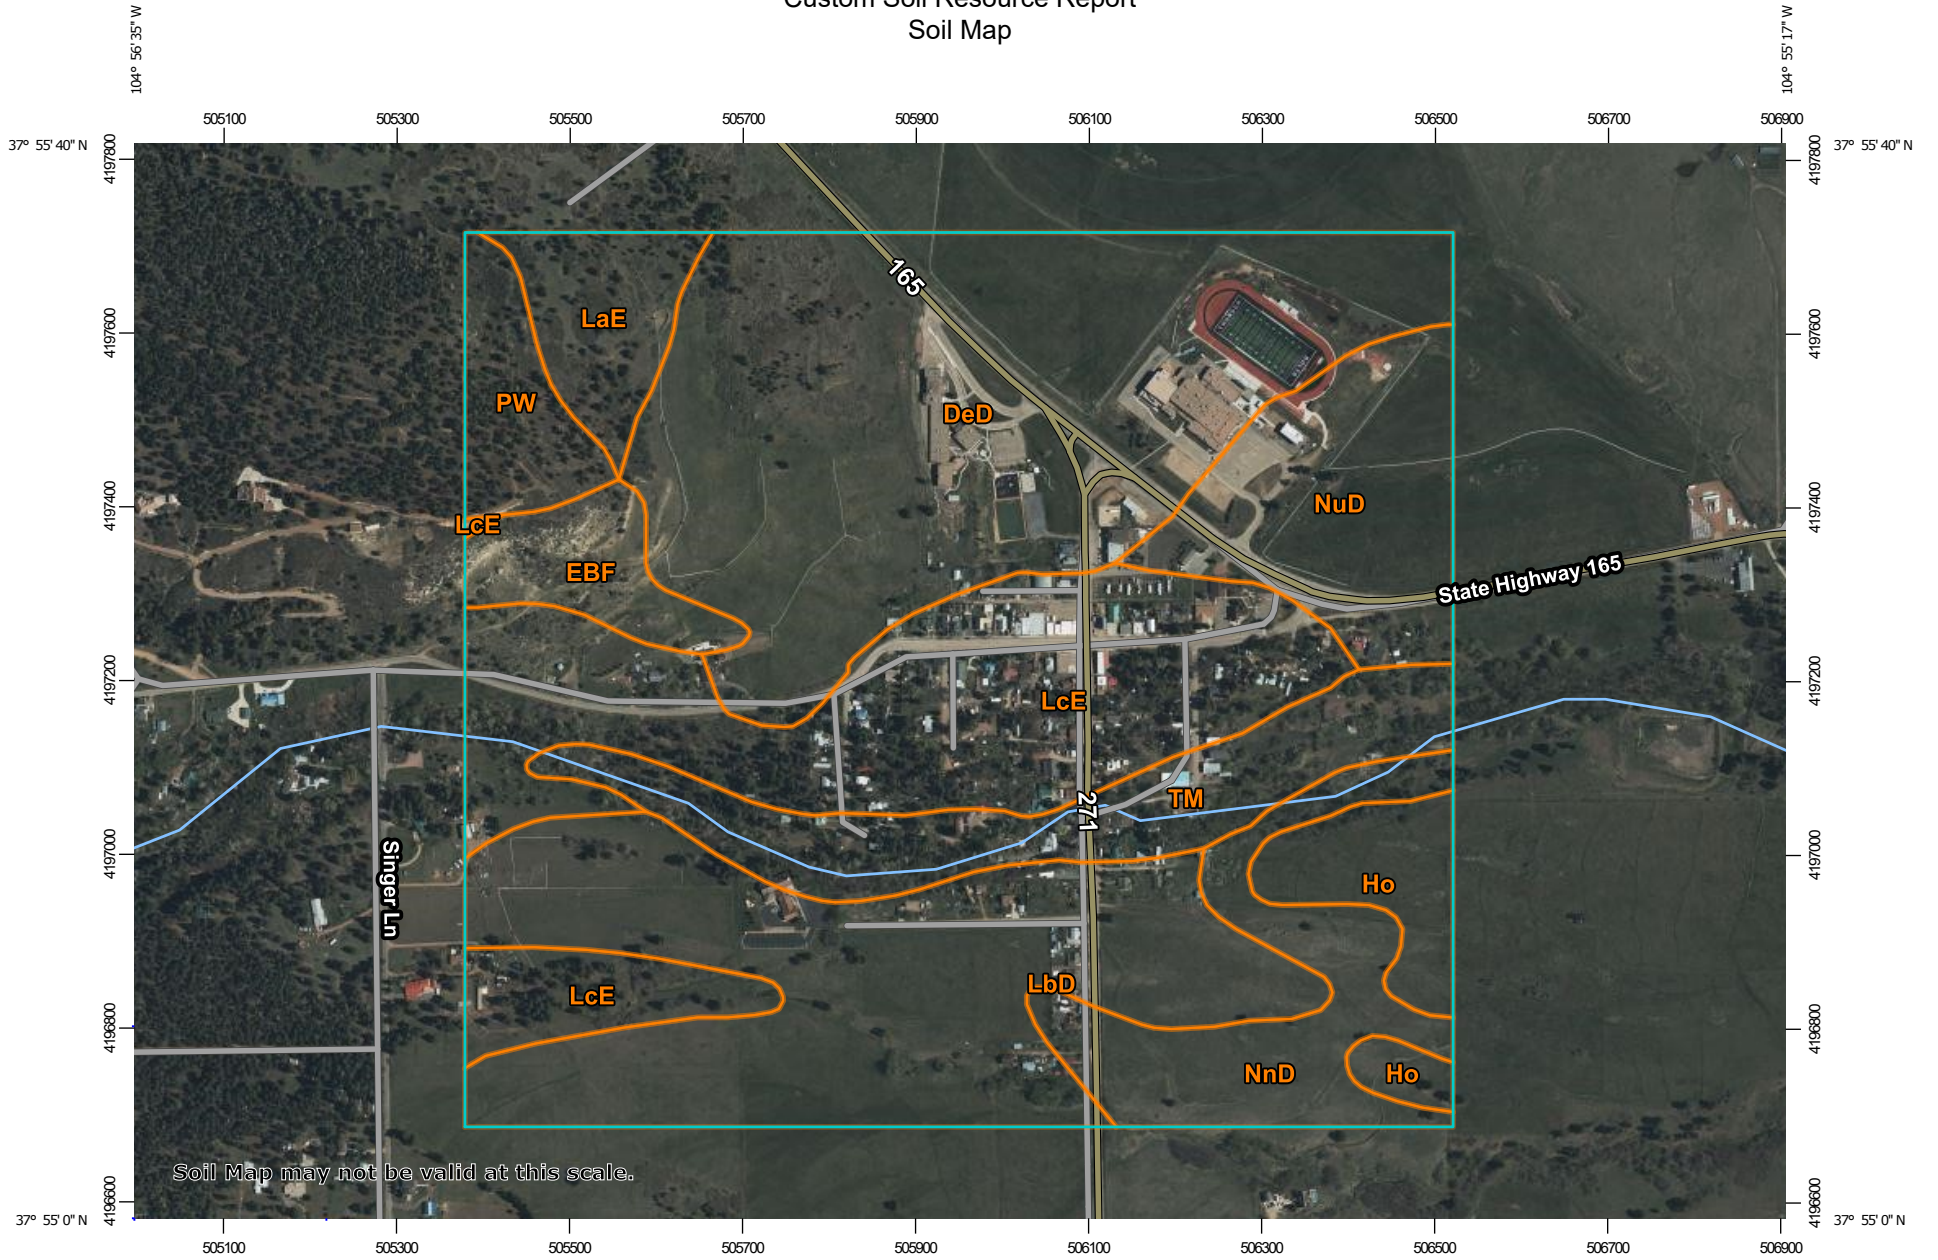 Custom Soil Resource Report
Soil Map
104° 56' 35" W
104° 55' 17" W
505100 505300 505500 505700 505900 506100 506300 506500 506700 506900
37° 55' 40" N
37° 55' 40" N
4197800
4197800
165
LaE
4197600
4197600
PW
DeD
NuD
4197400
4197400
LcE
EBF
State Highway 165
4197200
4197200
LcE
TM
271
4197000
4197000
Singer Ln
Ho
LbD
LcE
4196800
4196800
NnD
Ho
Soil Map may not be valid at this scale.
4196600
4196600
37° 55' 0" N
37° 55' 0" N
505100 505300 505500 505700 505900 506100 506300 506500 506700 506900